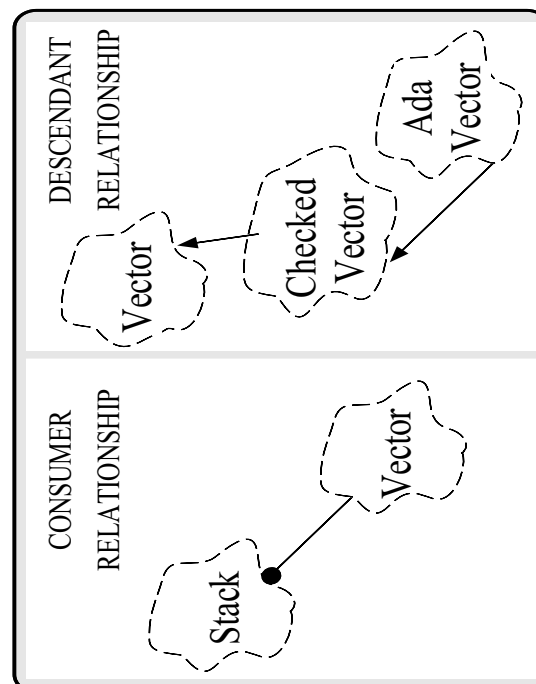 CONSUMER
RELATIONSHIP
Stack
Vector
DESCENDANT
RELATIONSHIP
Vector
Checked
Vector
Ada
Vector